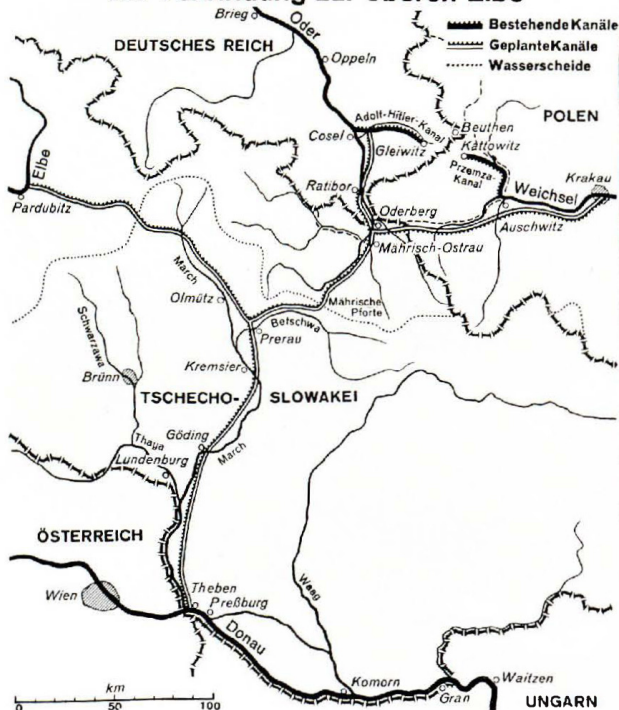 Brieg
Oder
Bestehende Kanäle
Geplante Kanäle
Wasserscheide
DEUTSCHES REICH
Oppeln
POLEN
Adolf-Hitler-Kanal
Cosel
Gleiwitz
Beuthen
Kattowitz
Przemza-
Kanal
Krakau
Elbe
Pardubitz
Ratibor
Weichsel
Oderberg
Auschwitz
Mährisch-Ostrau
March
Olmütz
Mährische
Pforte
Betschwa
Prerau
Schwarzawa
Kremsier
Brünn
TSCHECHO-
SLOWAKEI
Göding
March
Thaya
Lundenburg
ÖSTERREICH
Wien
Theben
Preßburg
Waag
Donau
Komorn
Gran
Waitzen
UNGARN
km
0 50 100